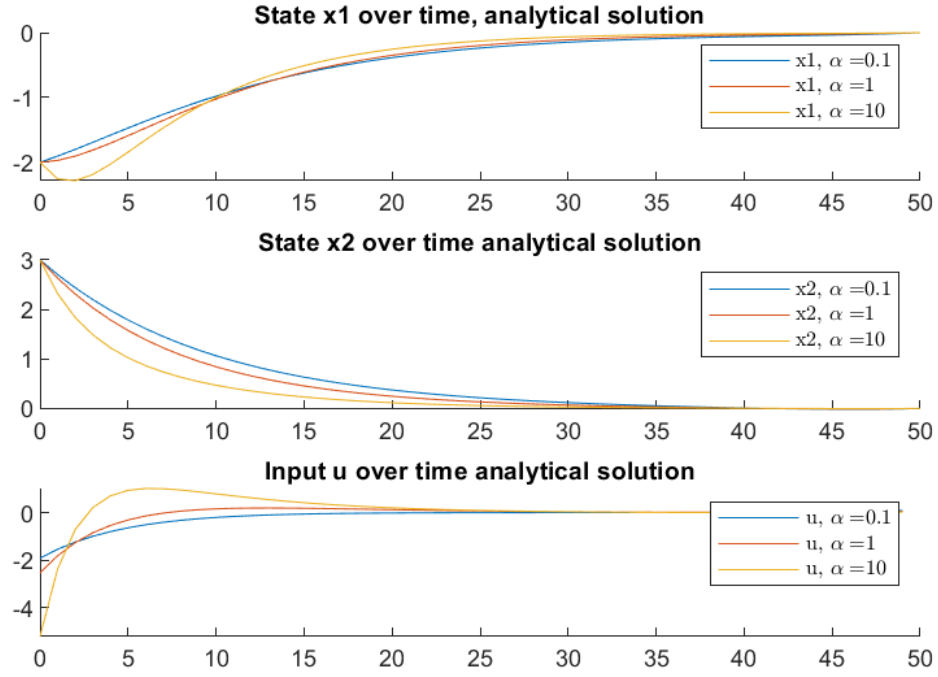 State x1 over time, analytical solution
0
-1
-2
x1, α =0.1
x1, α =1
x1, α =10
0 5 10 15 20 25 30 35 40 45 50
State x2 over time analytical solution
3
2
1
0
x2, α =0.1
x2, α =1
x2, α =10
0 5 10 15 20 25 30 35 40 45 50
Input u over time analytical solution
0
-2
-4
u, α =0.1
u, α =1
u, α =10
0 5 10 15 20 25 30 35 40 45 50